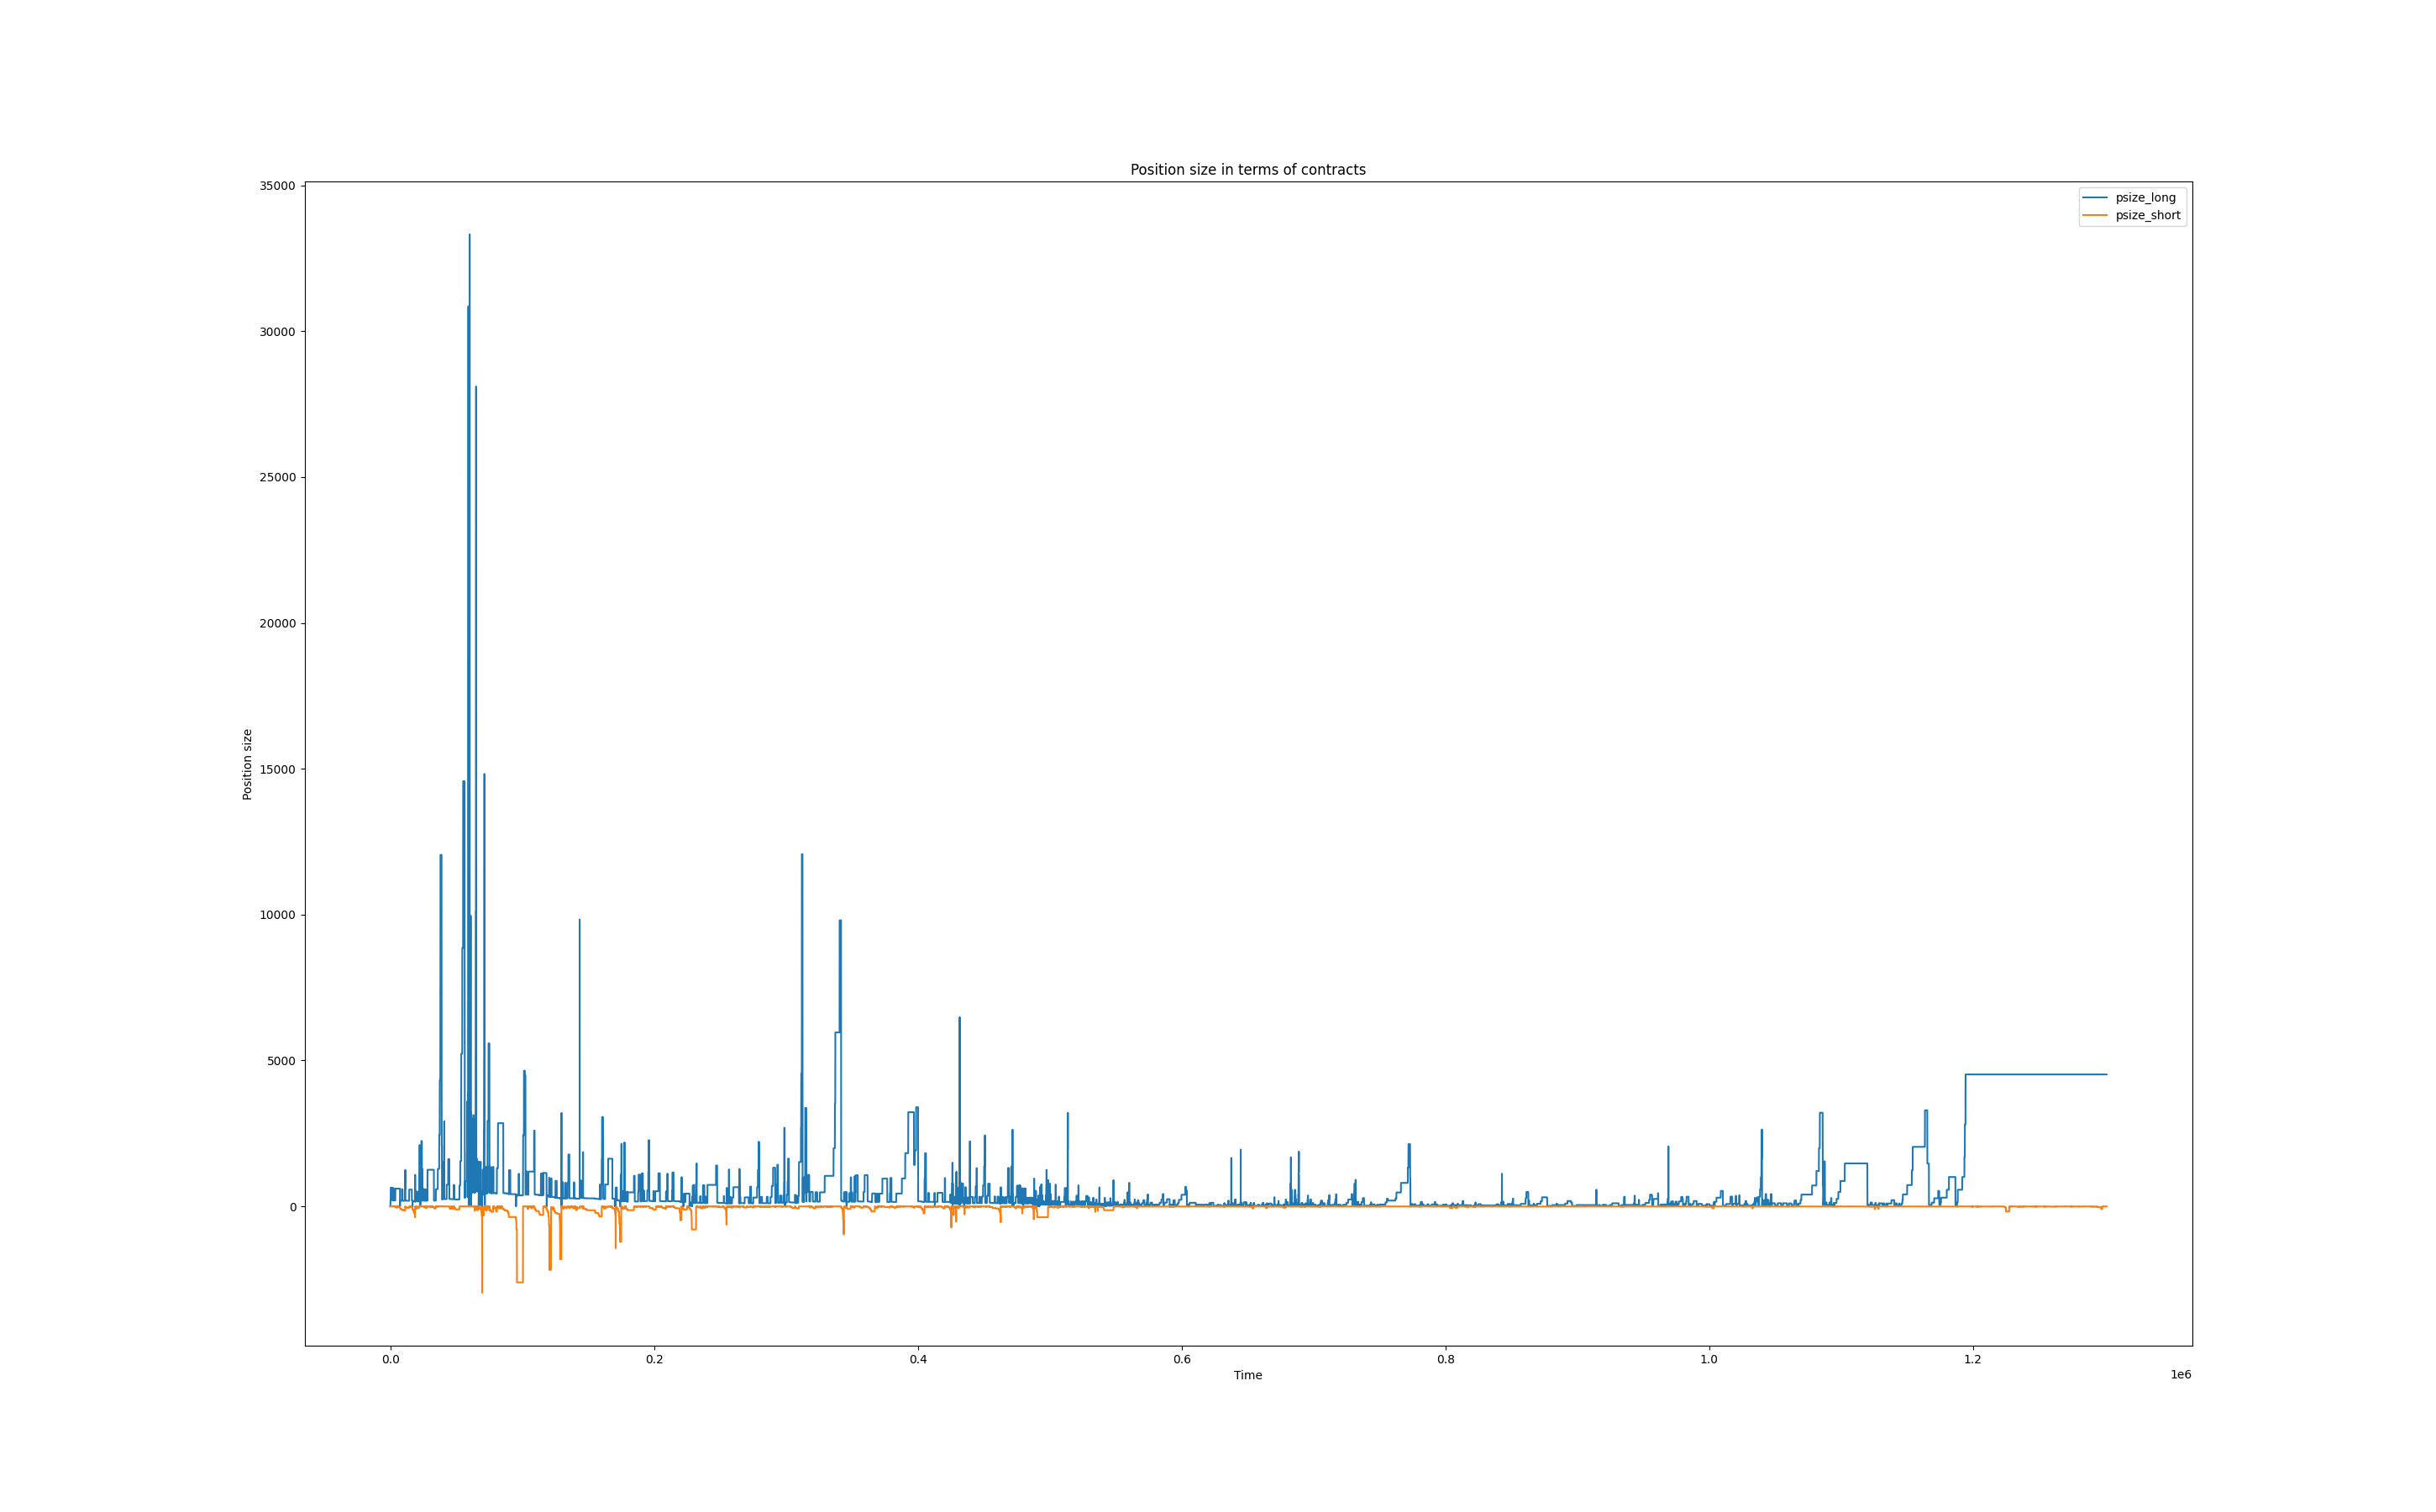 Position size in terms of contracts
psize_long
psize_short
35000
30000
25000
20000
15000
10000
5000
0
Position size
0.0 0.2 0.4 0.6 0.8 1.0 1.2
Time
1e6